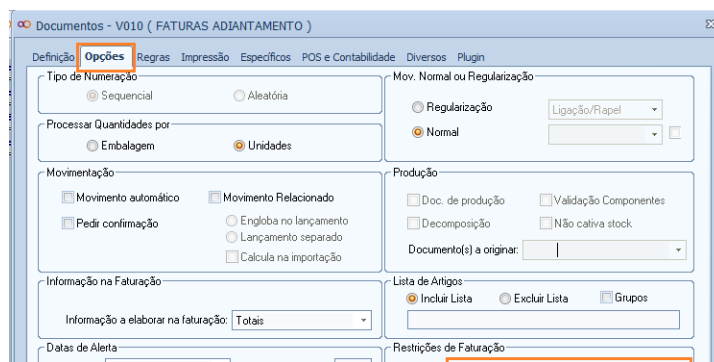 Documentos - V010 ( FATURAS ADIANTAMENTO )
Definição Opções Regras Impressão Específicos POS e Contabilidade Diversos Plugin
Tipo de Numeração
Sequencial Aleatória
Mov. Normal ou Regularização
Regularização Ligação/Rapel
Normal
Processar Quantidades por
Embalagem Unidades
Movimentação
Movimento automático Movimento Relacionado
Pedir confirmação Engloba no lançamento
Lançamento separado
Calcula na importação
Produção
Doc. de produção Validação Componentes
Decomposição Não cativa stock
Documento(s) a originar:
Informação na Faturação
Informação a elaborar na faturação: Totais
Lista de Artigos
Incluir Lista Excluir Lista Grupos
Datas de Alerta
Restrições de Faturação